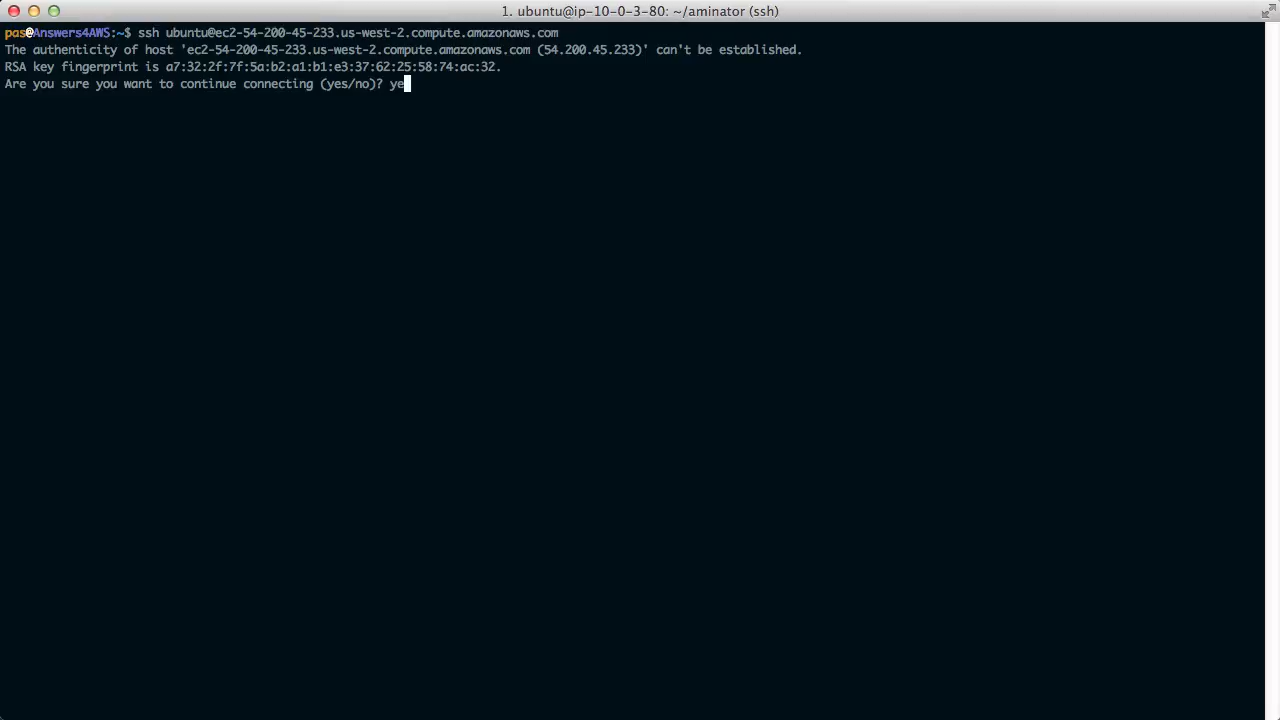 1. ubuntu@ip-10-0-3-80: ~/aminator (ssh)
pas@Answers4AWS:~$ ssh ubuntu@ec2-54-200-45-233.us-west-2.compute.amazonaws.com
The authenticity of host 'ec2-54-200-45-233.us-west-2.compute.amazonaws.com (54.200.45.233)' can't be established.
RSA key fingerprint is a7:32:2f:7f:5a:b2:a1:b1:e3:37:62:25:58:74:ac:32.
Are you sure you want to continue connecting (yes/no)? ye